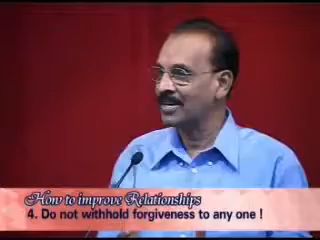 How to improve Relationships
4. Do not withhold forgiveness to any one !